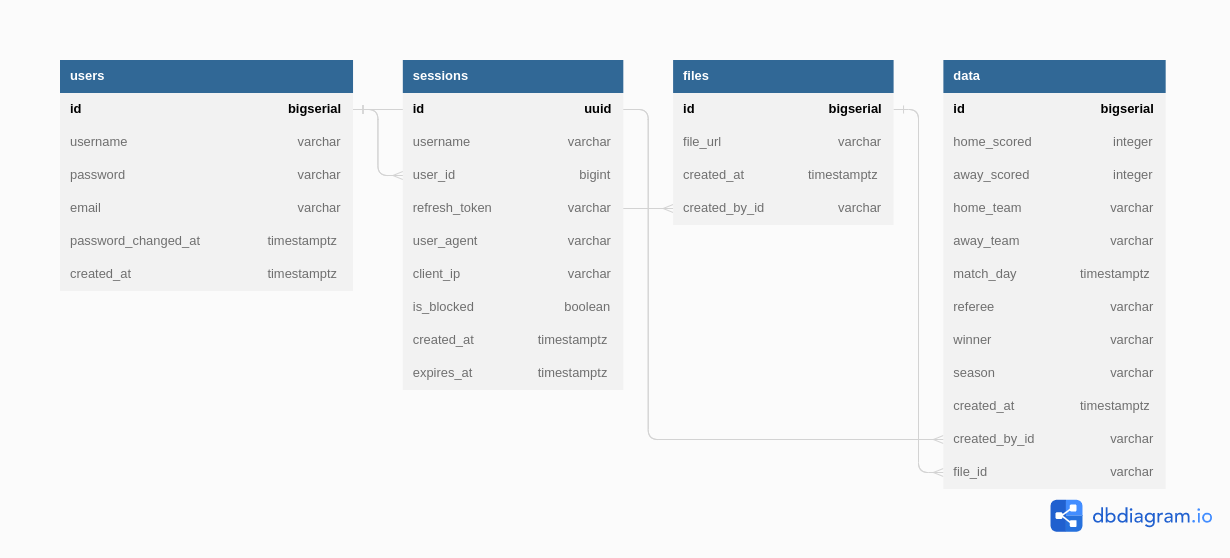 users
id bigserial
username varchar
password varchar
email varchar
password_changed_at timestamptz
created_at timestamptz
sessions
id uuid
username varchar
user_id bigint
refresh_token varchar
user_agent varchar
client_ip varchar
is_blocked boolean
created_at timestamptz
expires_at timestamptz
files
id bigserial
file_url varchar
created_at timestamptz
created_by_id varchar
data
id bigserial
home_scored integer
away_scored integer
home_team varchar
away_team varchar
match_day timestamptz
referee varchar
winner varchar
season varchar
created_at timestamptz
created_by_id varchar
file_id varchar
dbdiagram.io